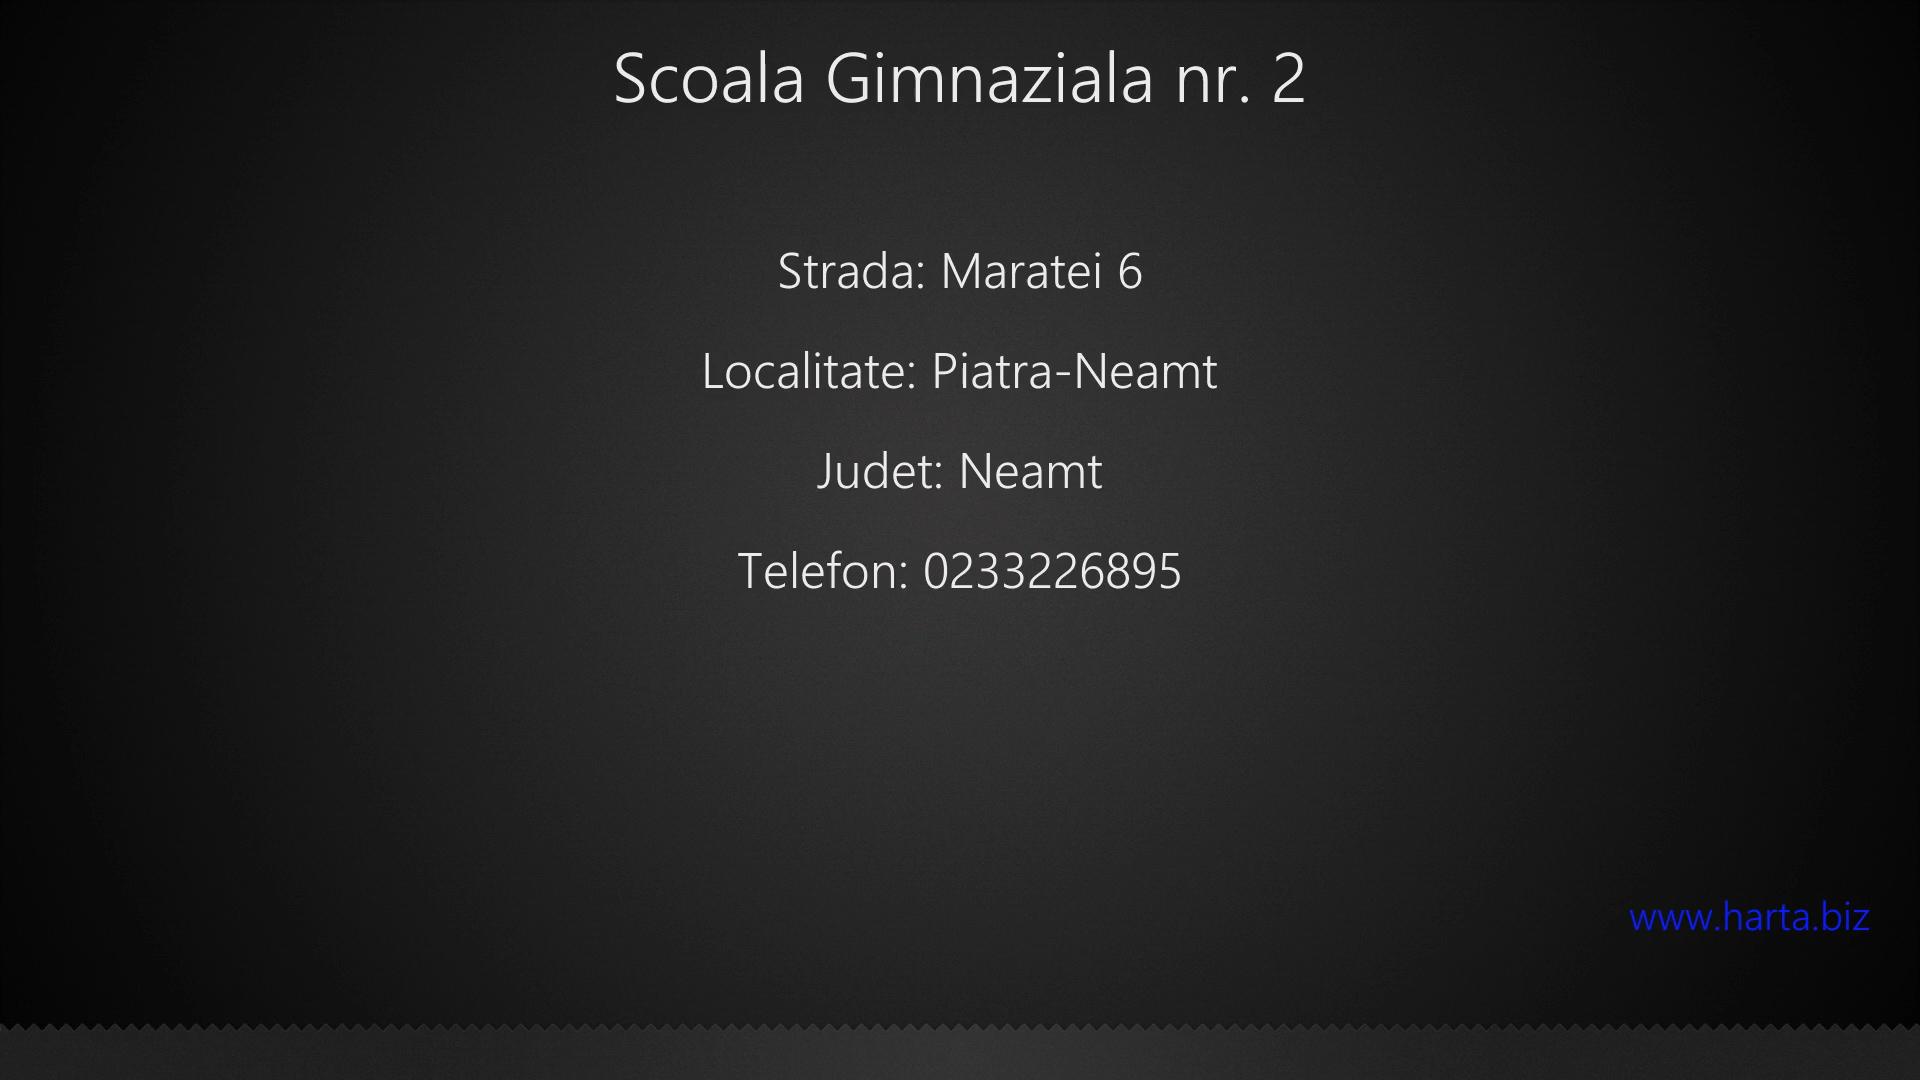 Scoala Gimnaziala nr. 2
Strada: Maratei 6
Localitate: Piatra-Neamt
Judet: Neamt
Telefon: 0233226895
www.harta.biz